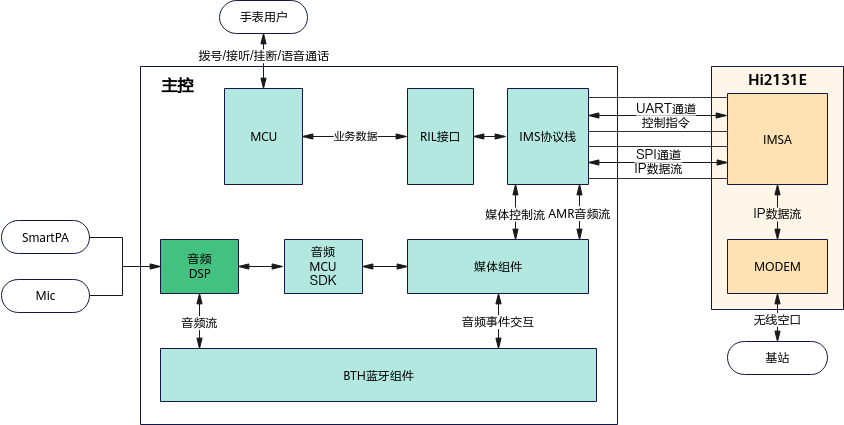 手表用户
拨号/接听/挂断/语音通话
主控
Hi2131E
MCU
业务数据
RIL接口
IMS协议栈
UART通道
控制指令
SPI通道
IP数据流
IMSA
媒体控制流
AMR音频流
IP数据流
SmartPA
Mic
音频
DSP
音频
MCU
SDK
媒体组件
MODEM
音频流
音频事件交互
无线空口
BTH蓝牙组件
基站